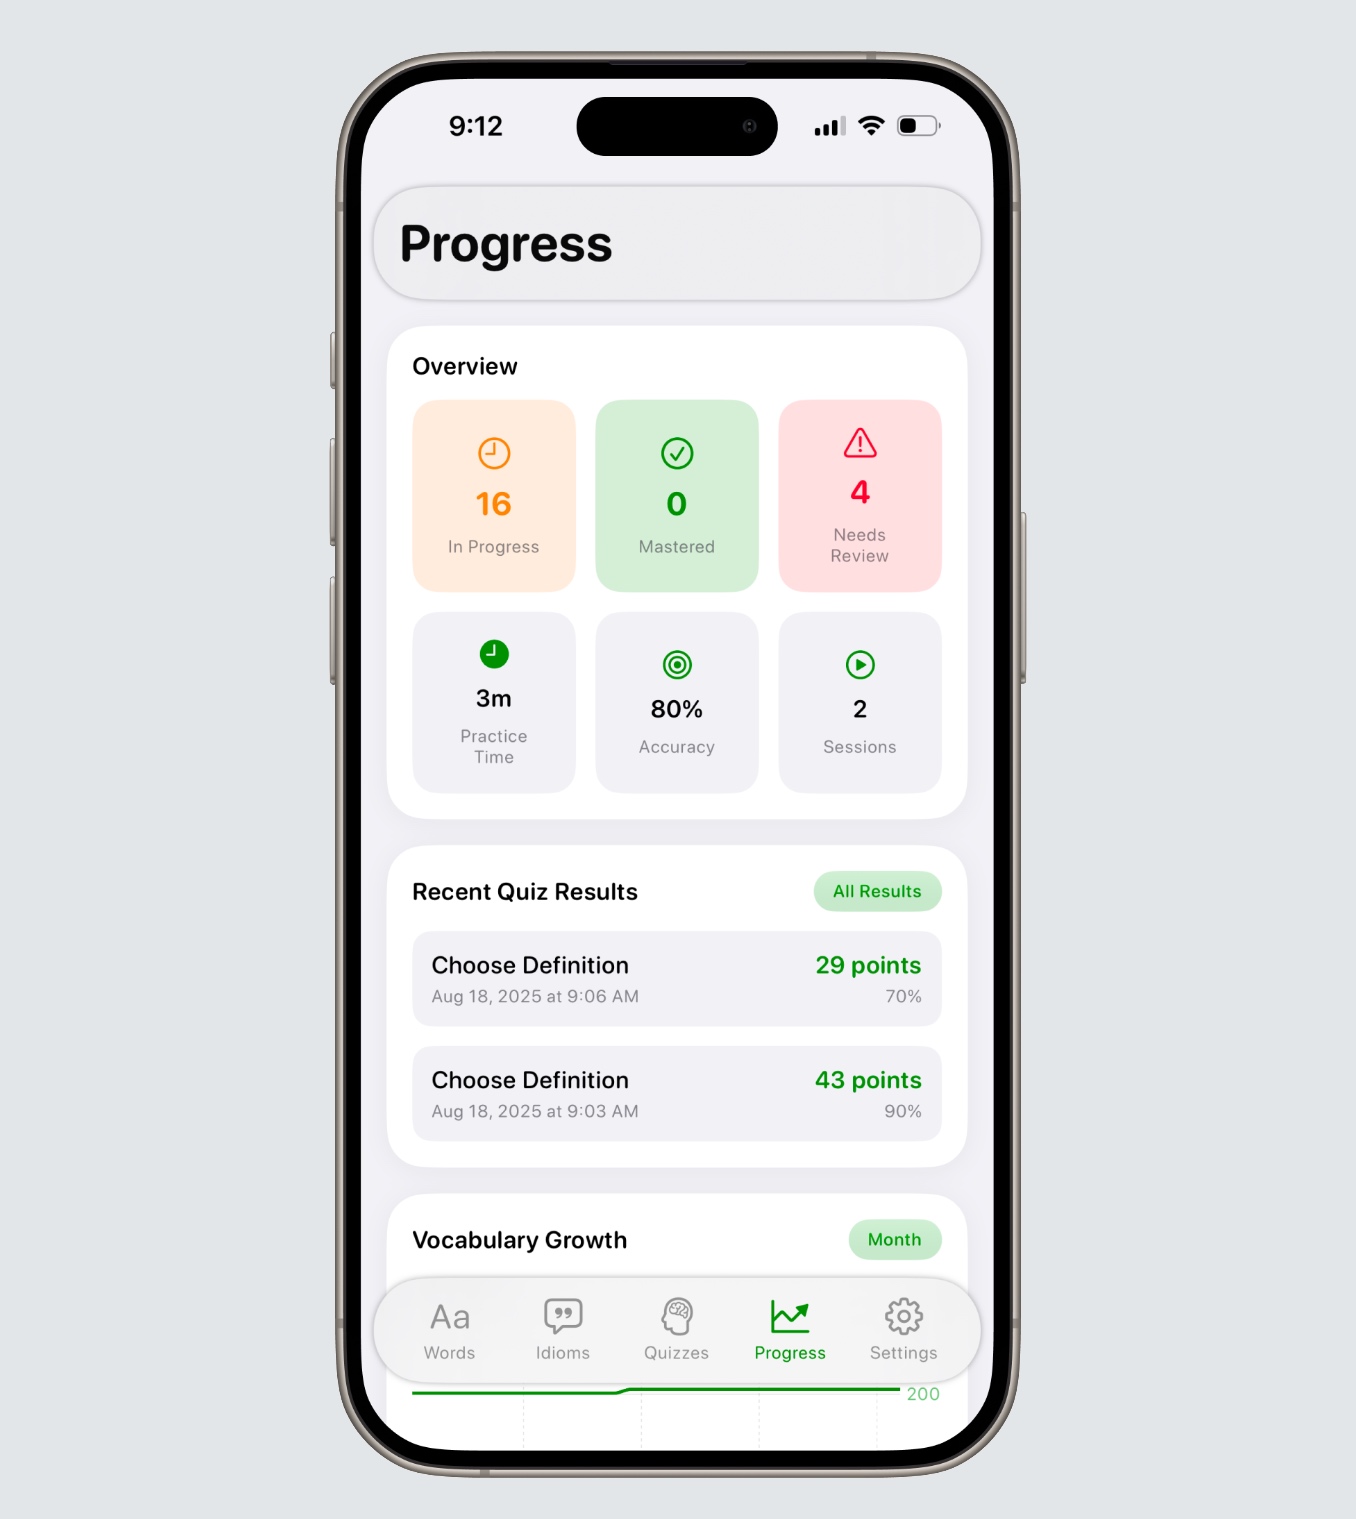 9:12
Progress
Overview
16
In Progress
0
Mastered
4
Needs
Review
3m
Practice
Time
80%
Accuracy
2
Sessions
Recent Quiz Results
All Results
Choose Definition
29 points
Aug 18, 2025 at 9:06 AM
70%
Choose Definition
43 points
Aug 18, 2025 at 9:03 AM
90%
Vocabulary Growth
Month
Aa
Words
Idioms
Quizzes
Progress
Settings
200